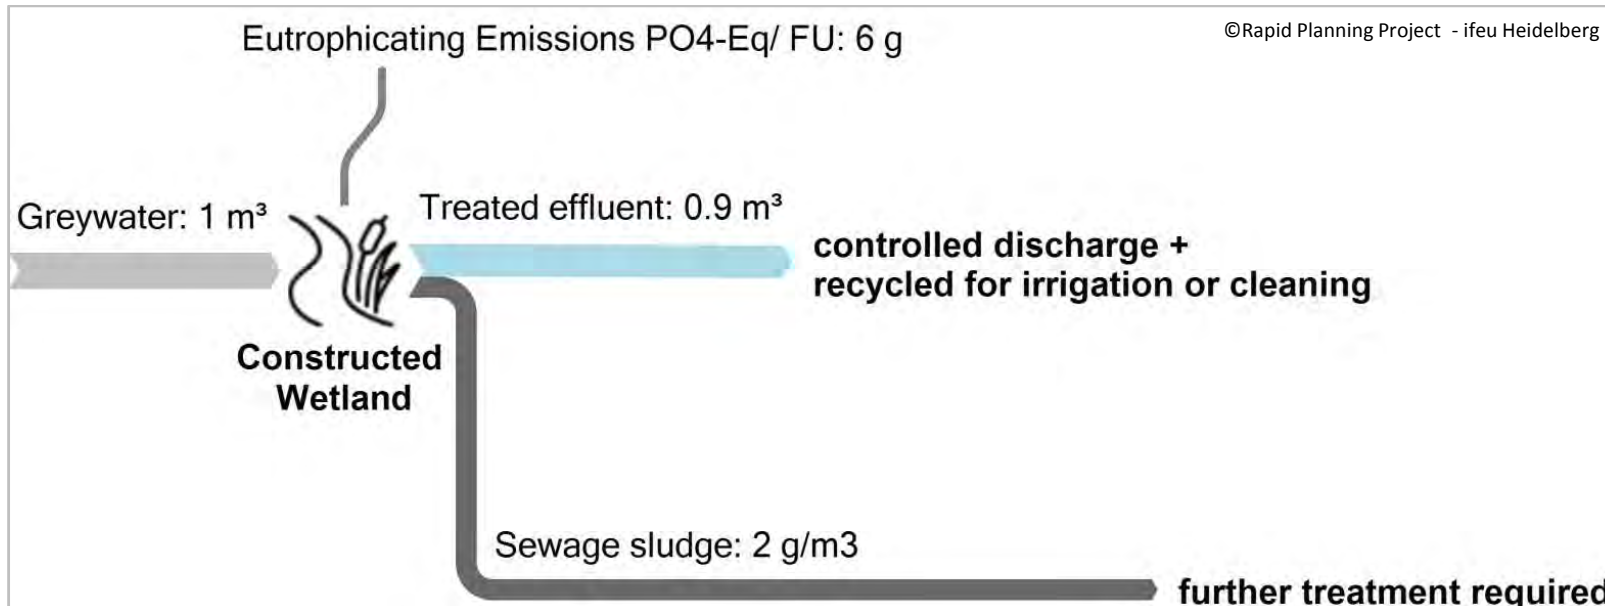 Eutrophicating Emissions PO4-Eq/ FU: 6 g
©Rapid Planning Project - ifeu Heidelberg
Greywater: 1 m³
Treated effluent: 0.9 m³
controlled discharge +
recycled for irrigation or cleaning
Constructed
Wetland
Sewage sludge: 2 g/m3
further treatment required